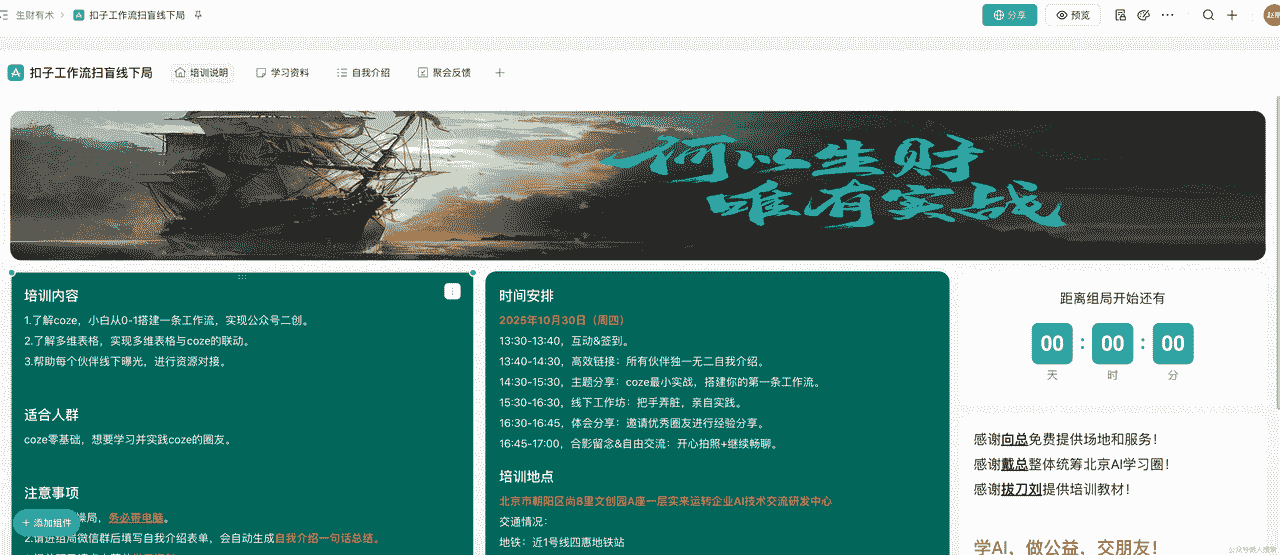 生财有术 > 扣子工作流扫盲线下局
分享
预览
扣子工作流扫盲线下局
培训说明
学习资料
自我介绍
聚会反馈
何以生财
唯有实战
培训内容
1.了解coze，小白从0-1搭建一条工作流，实现公众号二创。
2.了解多维表格，实现多维表格与coze的联动。
3.帮助每个伙伴线下曝光，进行资源对接。
适合人群
coze零基础，想要学习并实践coze的圈友。
注意事项
操局，务必带电脑。
添加组件
2.请进组局微信群后填写自我介绍表单，会自动生成自我介绍一句话总结。
时间安排
2025年10月30日（周四）
13:30-13:40，互动&签到。
13:40-14:30，高效链接：所有伙伴独一无二自我介绍。
14:30-15:30，主题分享：coze最小实战，搭建你的第一条工作流。
15:30-16:30，线下工作坊：把手弄脏，亲自实践。
16:30-16:45，体会分享：邀请优秀圈友进行经验分享。
16:45-17:00，合影留念&自由交流：开心拍照+继续畅聊。
培训地点
北京市朝阳区尚8里文创园A座一层实来运转企业AI技术交流研发中心
交通情况：
地铁：近1号线四惠地铁站
距离组局开始还有
00 : 00 : 00
天 时 分
感谢向总免费提供场地和服务！
感谢戴总整体统筹北京AI学习圈！
感谢拔刀刘提供培训教材！
学AI，做公益，交朋友！